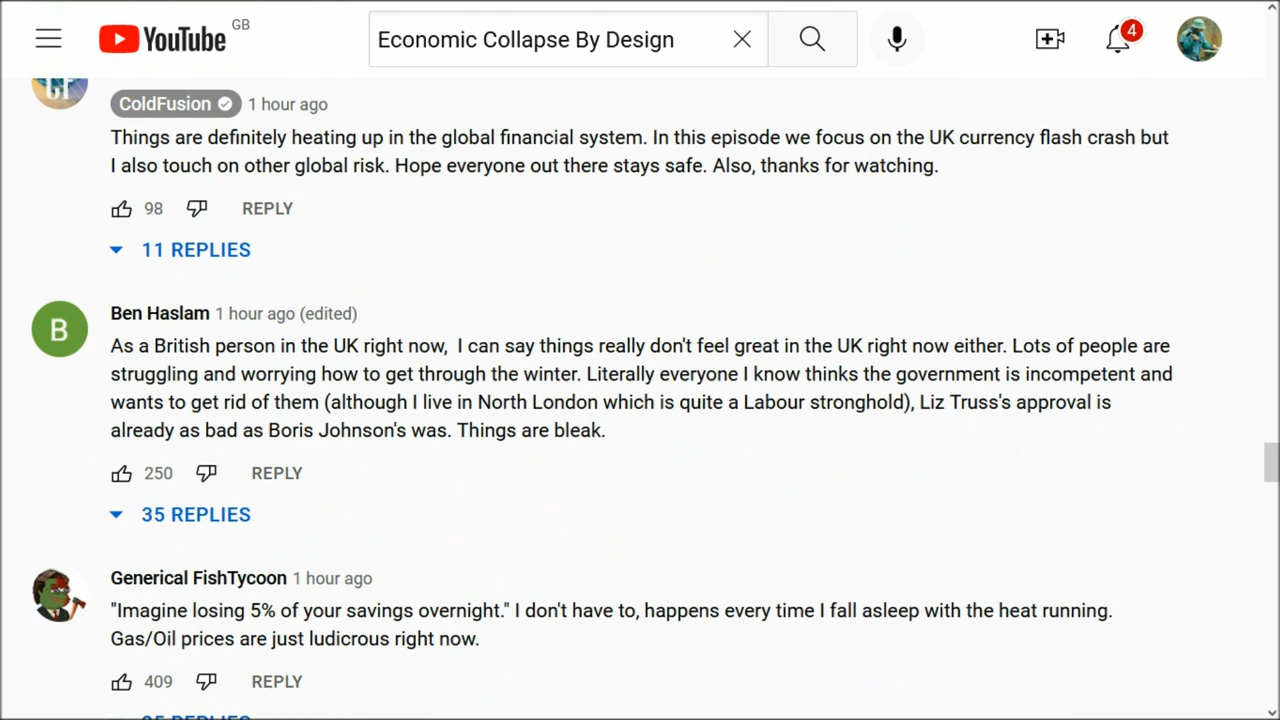 YouTube GB
Economic Collapse By Design
4
CF
ColdFusion 1 hour ago
Things are definitely heating up in the global financial system. In this episode we focus on the UK currency flash crash but
I also touch on other global risk. Hope everyone out there stays safe. Also, thanks for watching.
98 REPLY
11 REPLIES
B
Ben Haslam 1 hour ago (edited)
As a British person in the UK right now,  I can say things really don't feel great in the UK right now either. Lots of people are
struggling and worrying how to get through the winter. Literally everyone I know thinks the government is incompetent and
wants to get rid of them (although I live in North London which is quite a Labour stronghold), Liz Truss's approval is
already as bad as Boris Johnson's was. Things are bleak.
250 REPLY
35 REPLIES
Generical FishTycoon 1 hour ago
"Imagine losing 5% of your savings overnight." I don't have to, happens every time I fall asleep with the heat running.
Gas/Oil prices are just ludicrous right now.
409 REPLY
REPLIES